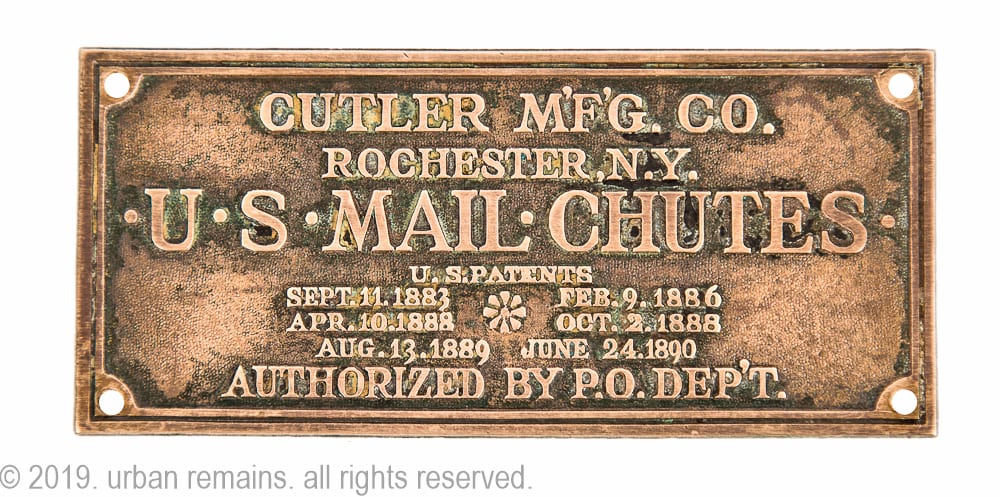 CUTLER M'F'G. CO.
ROCHESTER, N.Y.
·U·S·MAIL·CHUTES·
U.S. PATENTS
SEPT. 11. 1883 FEB. 9. 1886
APR. 10. 1888 OCT. 2. 1888
AUG. 13. 1889 JUNE 24. 1890
AUTHORIZED BY P.O. DEP'T.
© 2019. urban remains. all rights reserved.